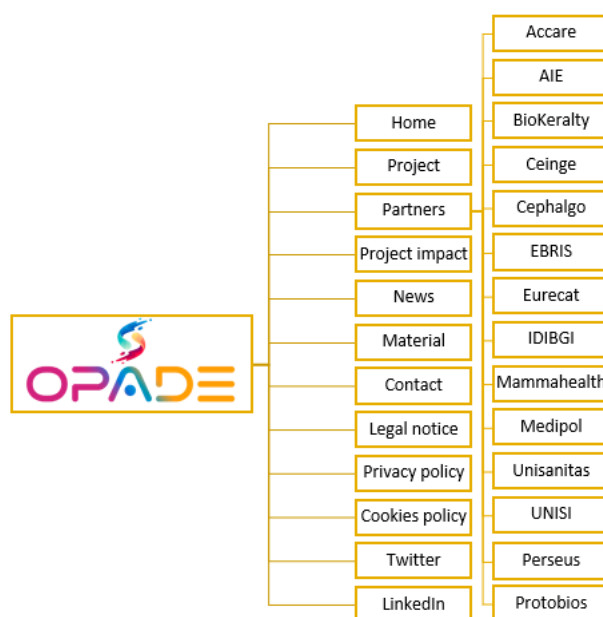 OPADE
Home
Project
Partners
Project impact
News
Material
Contact
Legal notice
Privacy policy
Cookies policy
Twitter
LinkedIn
Accare
AIE
BioKeralty
Ceinge
Cephalgo
EBRIS
Eurecat
IDIBGI
Mammahealth
Medipol
Unisanitas
UNISI
Perseus
Protobios